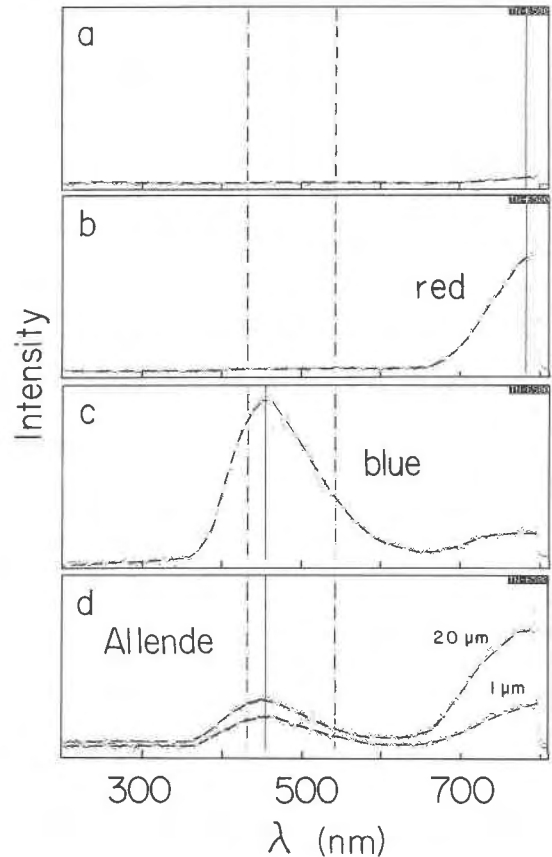 a
b
red
Intensity
c
blue
d
Allende
20 μm
1 μm
300 500 700
λ (nm)